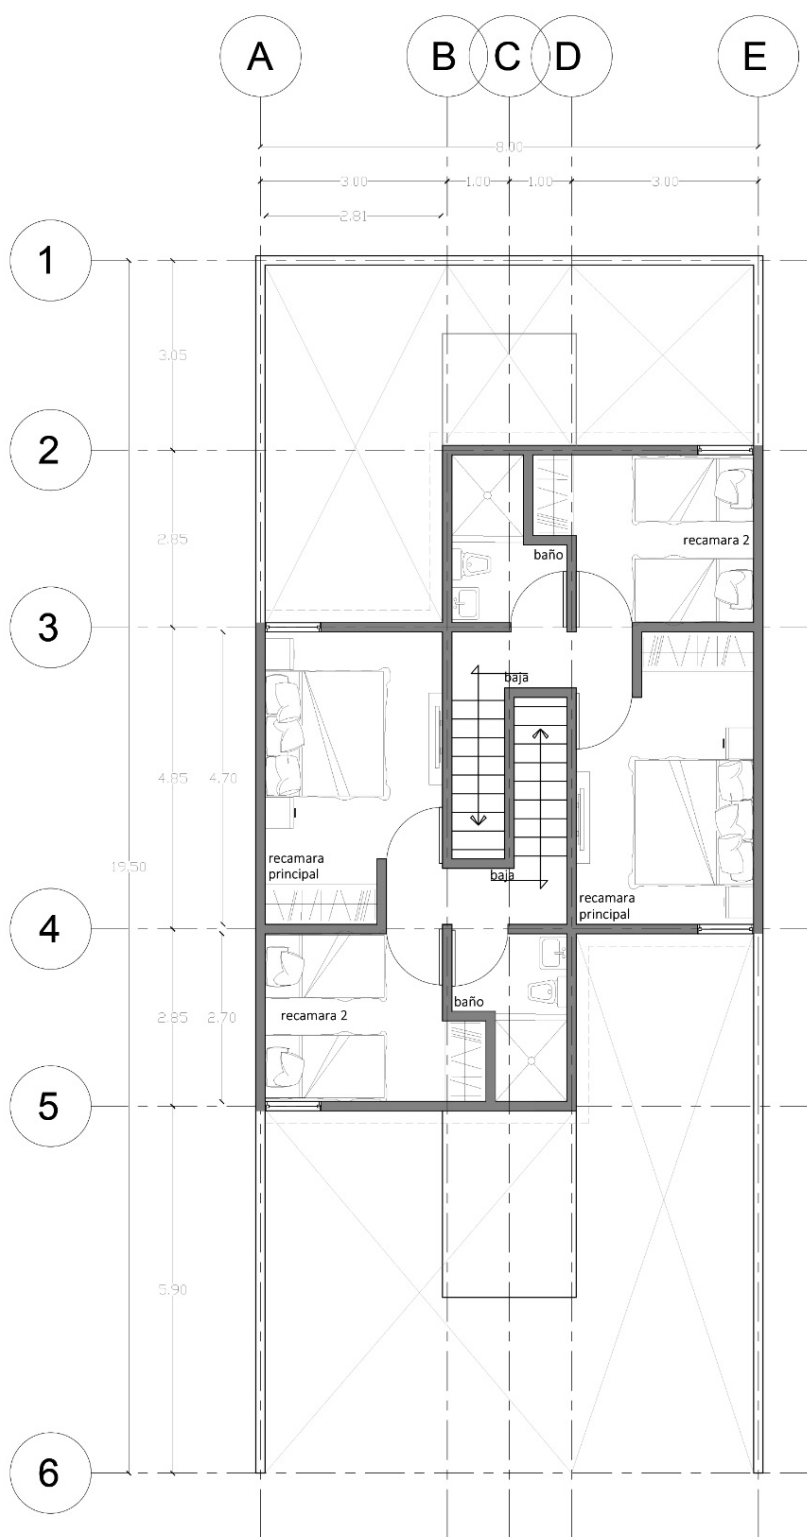 A B C D E
8.00
3.00 1.00 1.00 3.00
2.81
1
3.05
2
2.85
recamara 2
baño
3
baja
4.85 4.70
19.50
recamara
principal
baja
recamara
principal
4
2.85 2.70
baño
recamara 2
5
5.90
6